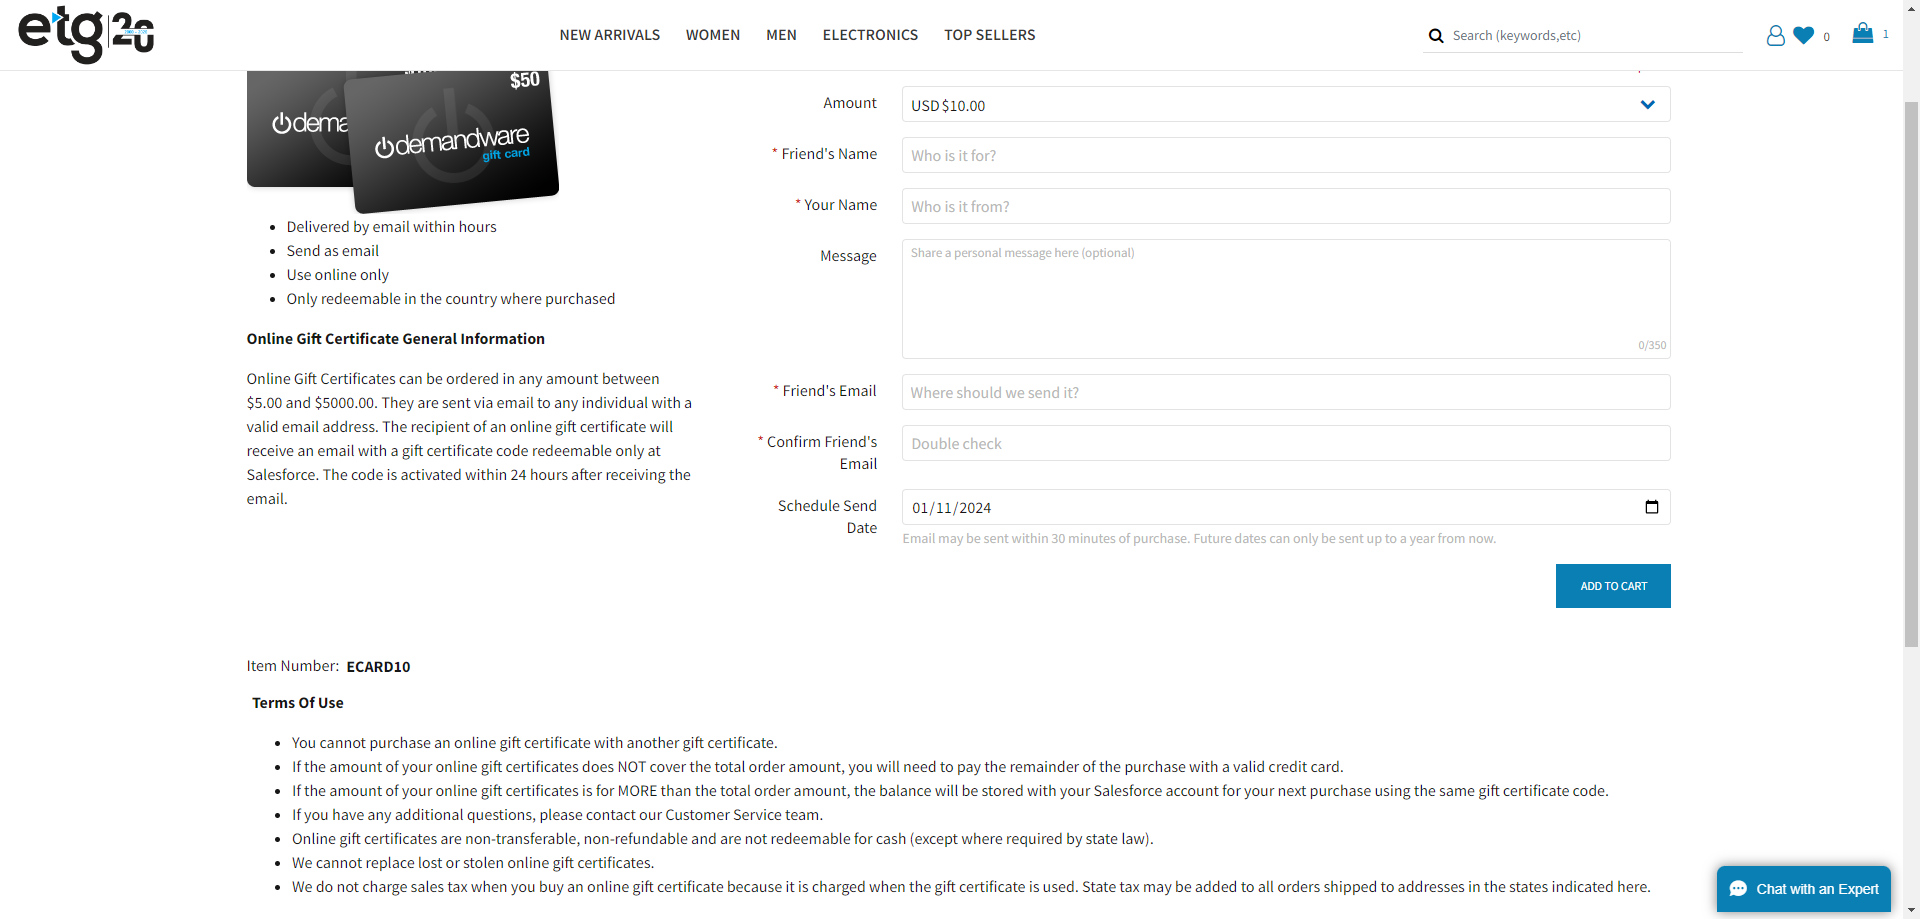 etg 20
NEW ARRIVALS WOMEN MEN ELECTRONICS TOP SELLERS
Search (keywords,etc)
0
1
$50
dema
demandware
gift card
Amount
USD $10.00
* Friend's Name
Who is it for?
* Your Name
Who is it from?
Message
Share a personal message here (optional)
0/350
* Friend's Email
Where should we send it?
* Confirm Friend's
Email
Double check
Schedule Send
Date
01/11/2024
Email may be sent within 30 minutes of purchase. Future dates can only be sent up to a year from now.
ADD TO CART
Delivered by email within hours
Send as email
Use online only
Only redeemable in the country where purchased
Online Gift Certificate General Information
Online Gift Certificates can be ordered in any amount between
$5.00 and $5000.00. They are sent via email to any individual with a
valid email address. The recipient of an online gift certificate will
receive an email with a gift certificate code redeemable only at
Salesforce. The code is activated within 24 hours after receiving the
email.
Item Number: ECARD10
Terms Of Use
You cannot purchase an online gift certificate with another gift certificate.
If the amount of your online gift certificates does NOT cover the total order amount, you will need to pay the remainder of the purchase with a valid credit card.
If the amount of your online gift certificates is for MORE than the total order amount, the balance will be stored with your Salesforce account for your next purchase using the same gift certificate code.
If you have any additional questions, please contact our Customer Service team.
Online gift certificates are non-transferable, non-refundable and are not redeemable for cash (except where required by state law).
We cannot replace lost or stolen online gift certificates.
We do not charge sales tax when you buy an online gift certificate because it is charged when the gift certificate is used. State tax may be added to all orders shipped to addresses in the states indicated here.
Chat with an Expert